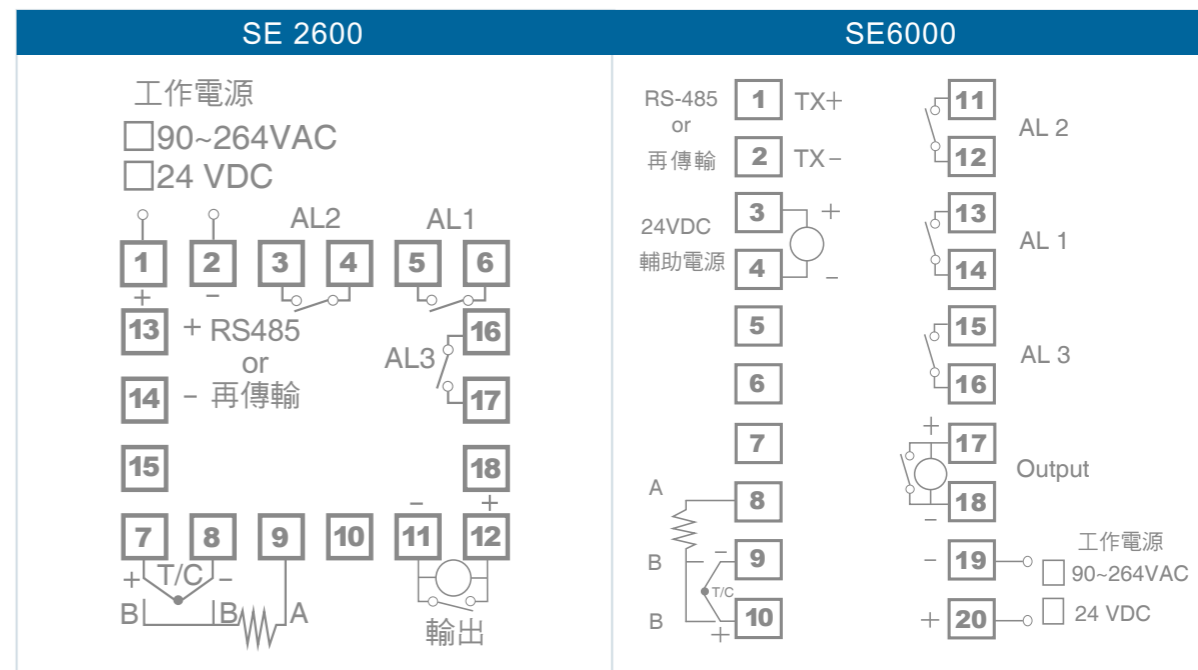 SE 2600
工作電源
90~264VAC
24 VDC
AL2 AL1
1 2 3 4 5 6
+ −
13 + RS485 16
or
AL3
14 − 再傳輸 17
15 18
− +
7 8 9 10 11 12
+ T/C −
B B A
輸出
SE6000
RS-485 1 TX+ 11
or AL 2
再傳輸 2 TX− 12
3 + 13
24VDC AL 1
輔助電源 4 − 14
5 15
AL 3
6 16
+
7 17
Output
A
8 18
−
工作電源
B − 9 − 19 90~264VAC
T/C
B + 10 + 20 24 VDC